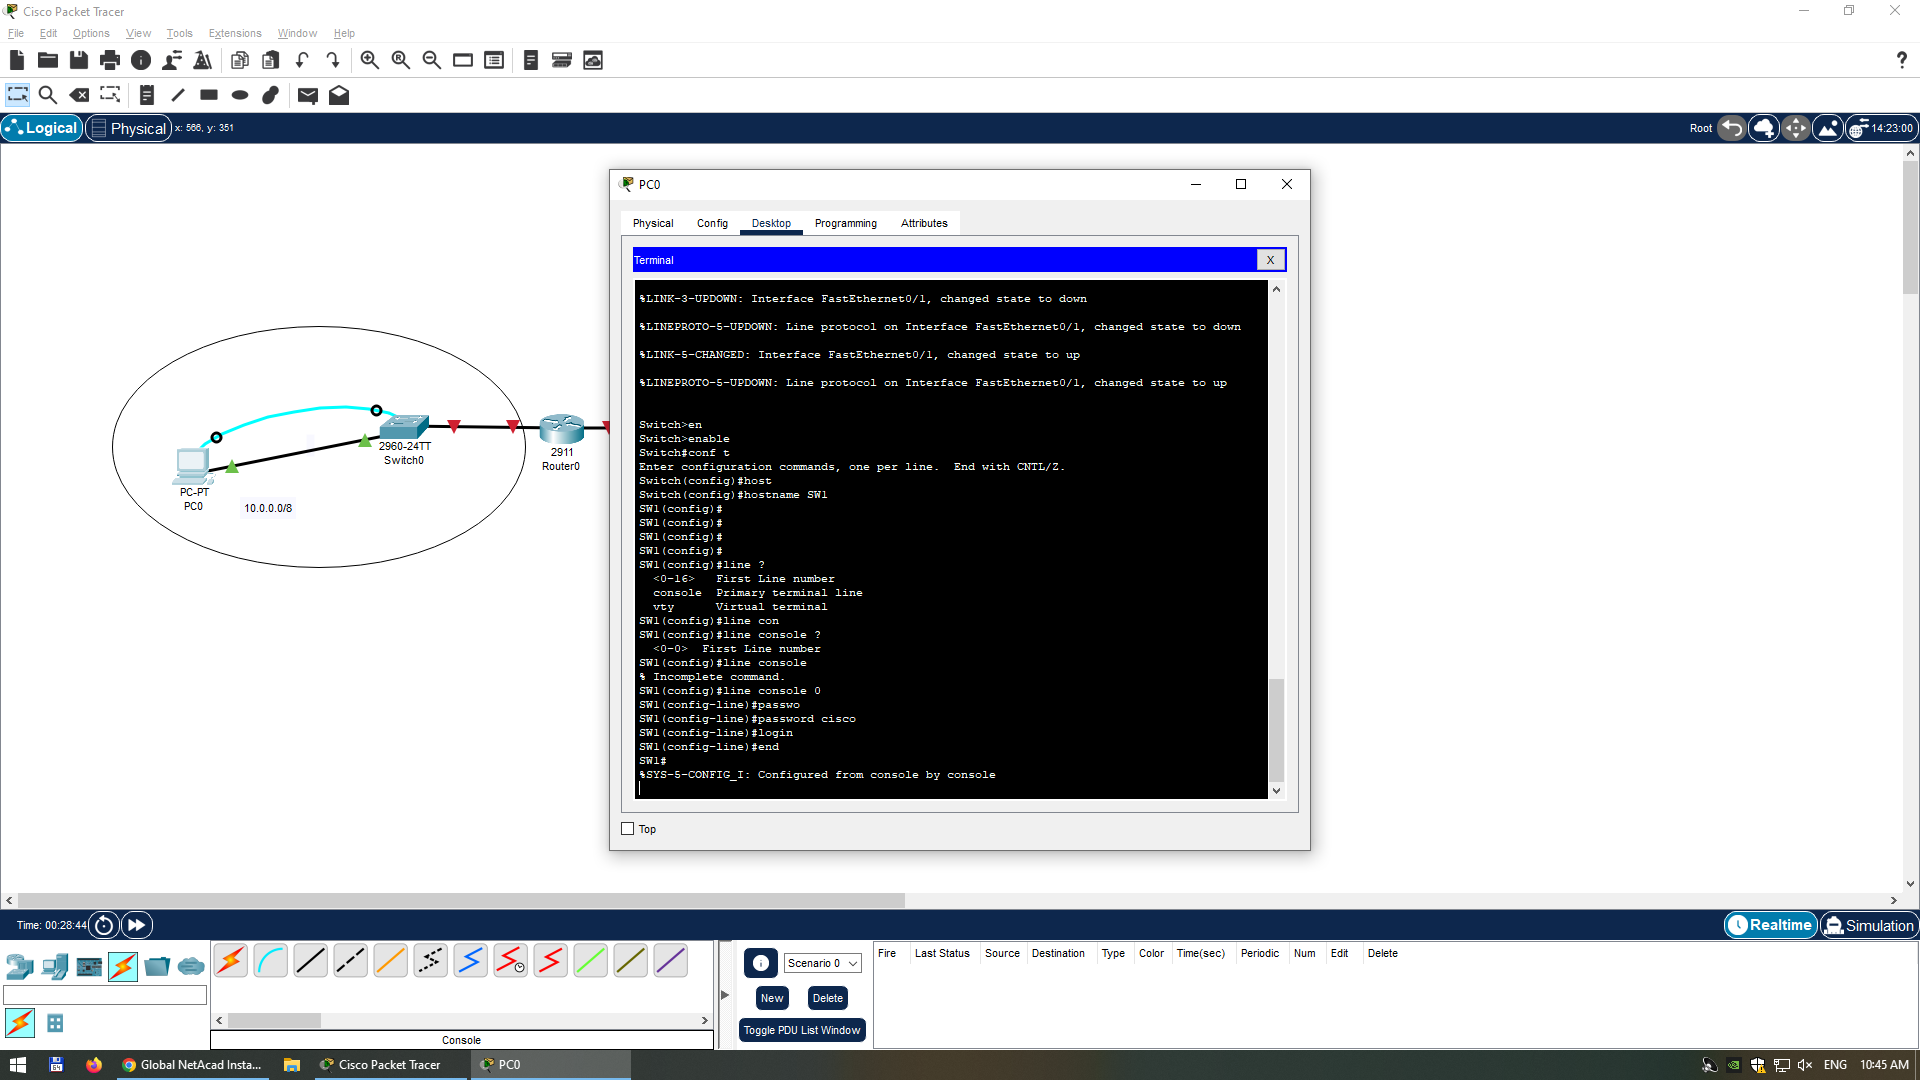 Cisco Packet Tracer
File Edit Options View Tools Extensions Window Help
Logical Physical x: 566, y: 351 Root 14:23:00
PC0
Physical Config Desktop Programming Attributes
Terminal X
%LINK-3-UPDOWN: Interface FastEthernet0/1, changed state to down
%LINEPROTO-5-UPDOWN: Line protocol on Interface FastEthernet0/1, changed state to down
%LINK-5-CHANGED: Interface FastEthernet0/1, changed state to up
%LINEPROTO-5-UPDOWN: Line protocol on Interface FastEthernet0/1, changed state to up
Switch>en
Switch>enable
Switch#conf t
Enter configuration commands, one per line.  End with CNTL/Z.
Switch(config)#host
Switch(config)#hostname SW1
SW1(config)#
SW1(config)#
SW1(config)#
SW1(config)#
SW1(config)#line ?
<0-16>   First Line number
console  Primary terminal line
vty      Virtual terminal
SW1(config)#line con
SW1(config)#line console ?
<0-0>  First Line number
SW1(config)#line console
% Incomplete command.
SW1(config)#line console 0
SW1(config-line)#passwo
SW1(config-line)#password cisco
SW1(config-line)#login
SW1(config-line)#end
SW1#
%SYS-5-CONFIG_I: Configured from console by console
Top
2960-24TT
Switch0
2911
Router0
PC-PT
PC0
10.0.0.0/8
Time: 00:28:44 Realtime Simulation
Scenario 0
New Delete
Toggle PDU List Window
Fire Last Status Source Destination Type Color Time(sec) Periodic Num Edit Delete
Console
Global NetAcad Insta... Cisco Packet Tracer PC0 ENG 10:45 AM